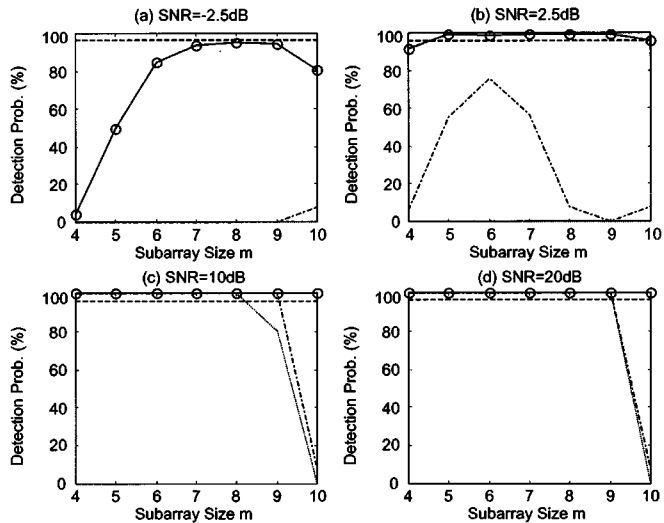 (a) SNR=-2.5dB
Detection Prob. (%)
100
80
60
40
20
0
4 5 6 7 8 9 10
Subarray Size m
(b) SNR=2.5dB
Detection Prob. (%)
100
80
60
40
20
0
4 5 6 7 8 9 10
Subarray Size m
(c) SNR=10dB
Detection Prob. (%)
100
80
60
40
20
0
4 5 6 7 8 9 10
Subarray Size m
(d) SNR=20dB
Detection Prob. (%)
100
80
60
40
20
0
4 5 6 7 8 9 10
Subarray Size m